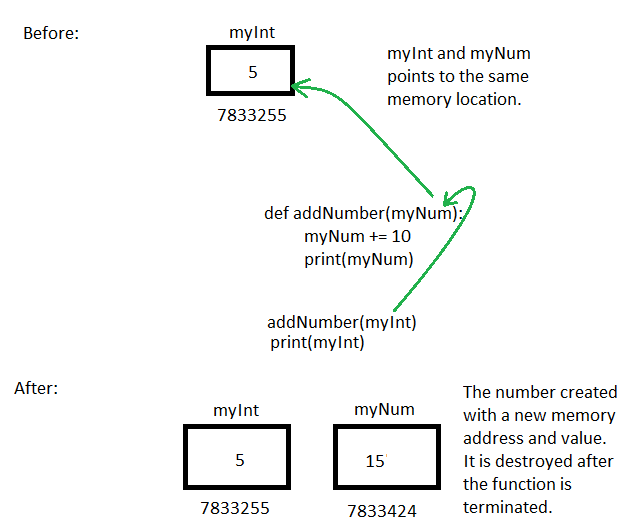 Before:
myInt
5
7833255
myInt and myNum
points to the same
memory location.
def addNumber(myNum):
myNum += 10
print(myNum)
addNumber(myInt)
print(myInt)
After:
myInt
5
7833255
myNum
15
7833424
The number created
with a new memory
address and value.
It is destroyed after
the function is
terminated.